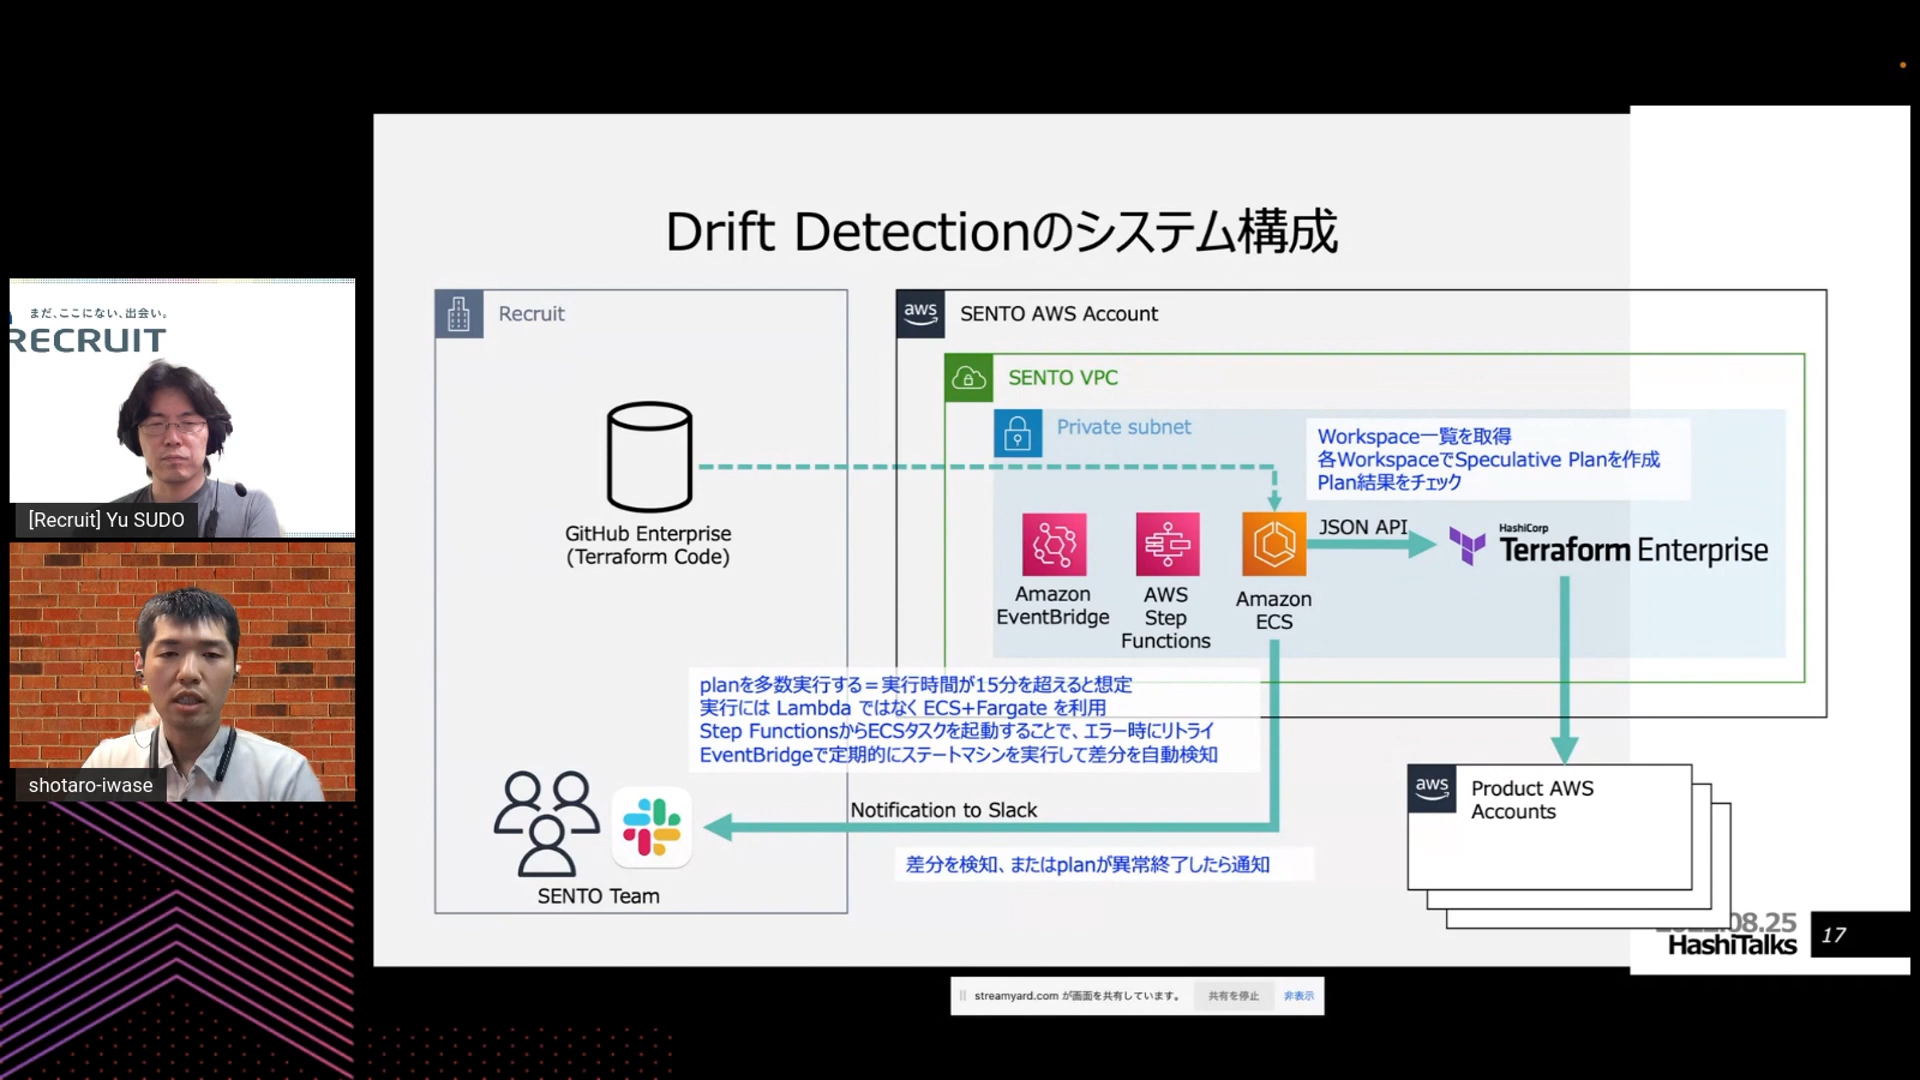 Drift Detectionのシステム構成
まだ、ここにない、出会い。
RECRUIT
[Recruit] Yu SUDO
shotaro-iwase
Recruit
GitHub Enterprise
(Terraform Code)
aws
SENTO AWS Account
SENTO VPC
Private subnet
Workspace一覧を取得
各WorkspaceでSpeculative Planを作成
Plan結果をチェック
JSON API
HashiCorp
Terraform Enterprise
Amazon
EventBridge
AWS
Step
Functions
Amazon
ECS
planを多数実行する＝実行時間が15分を超えると想定
実行には Lambda ではなく ECS+Fargate を利用
Step FunctionsからECSタスクを起動することで、エラー時にリトライ
EventBridgeで定期的にステートマシンを実行して差分を自動検知
Notification to Slack
差分を検知、またはplanが異常終了したら通知
SENTO Team
aws
Product AWS
Accounts
08.25
HashiTalks
17
streamyard.com が画面を共有しています。
共有を停止
非表示